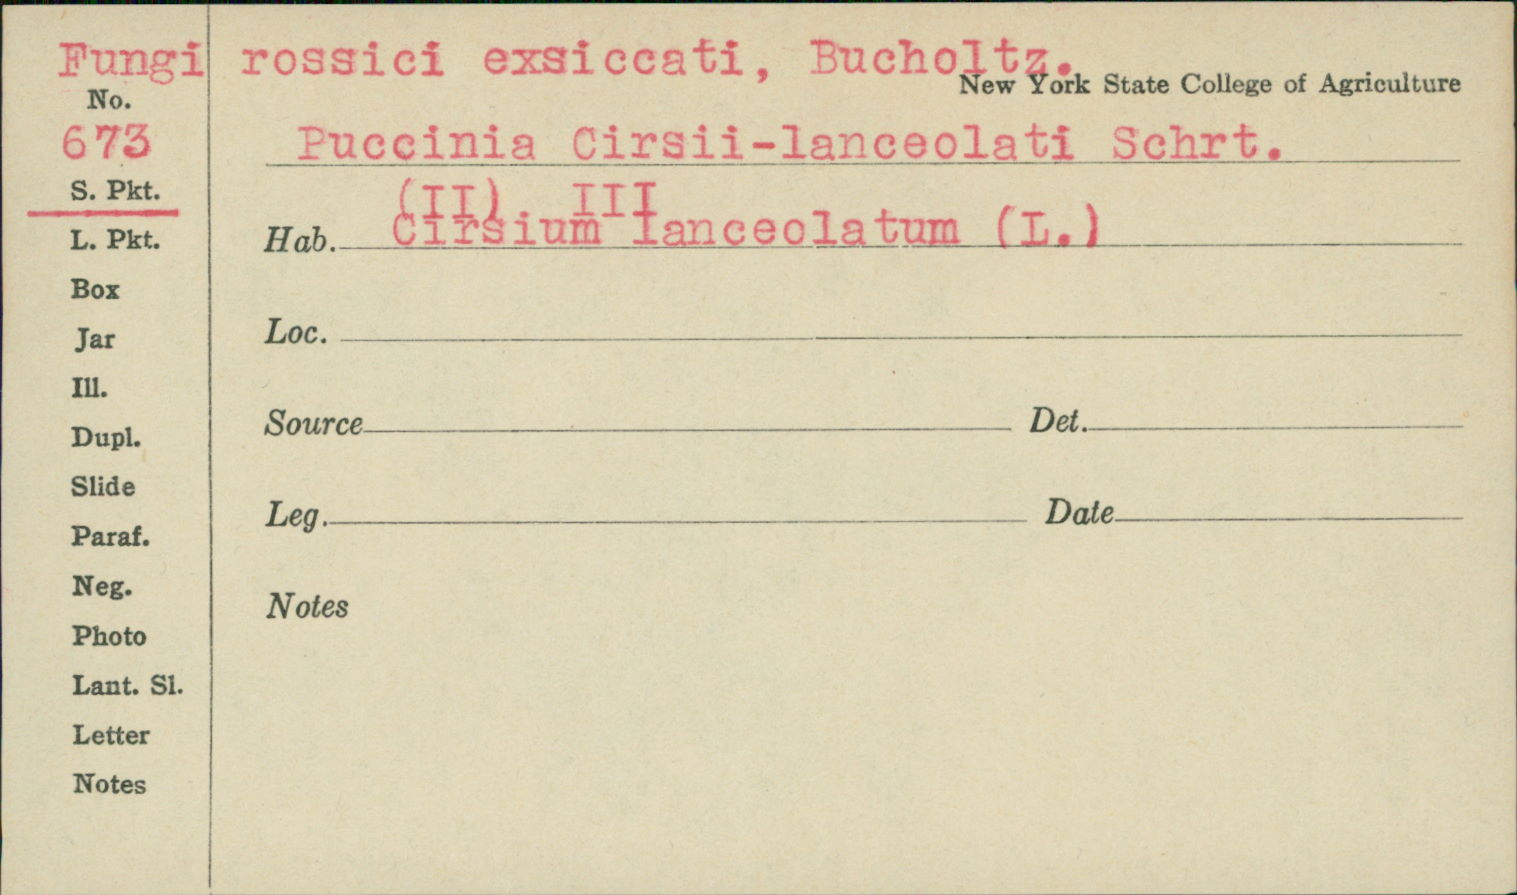 Fungi rossici exsiccati, Bucholtz.
New York State College of Agriculture
No.
673
Puccinia Cirsii-lanceolati Schrt.
(II) III
S. Pkt.
Hab. Cirsium lanceolatum (L.)
L. Pkt.
Box
Loc.
Jar
Ill.
Source Det.
Dupl.
Slide
Leg. Date
Paraf.
Neg.
Notes
Photo
Lant. Sl.
Letter
Notes